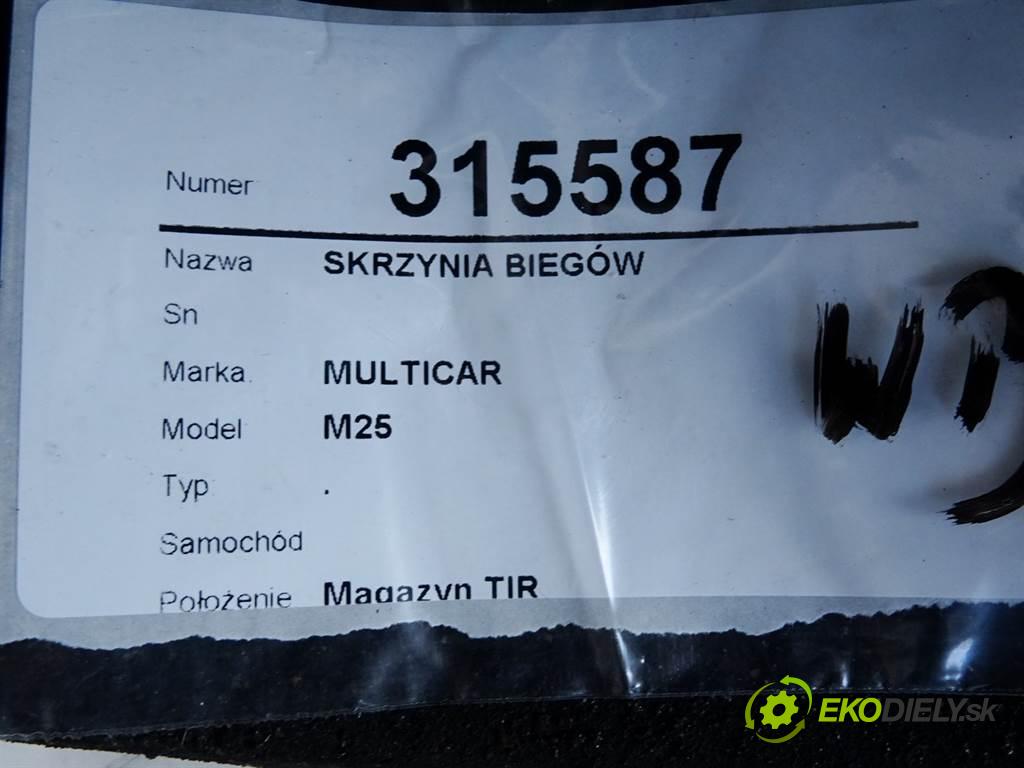 Numer 315587
Nazwa SKRZYNIA BIEGÓW
Sn
Marka MULTICAR
Model M25
Typ .
Samochód
Położenie Magazyn TIR
EKODIELY.sk